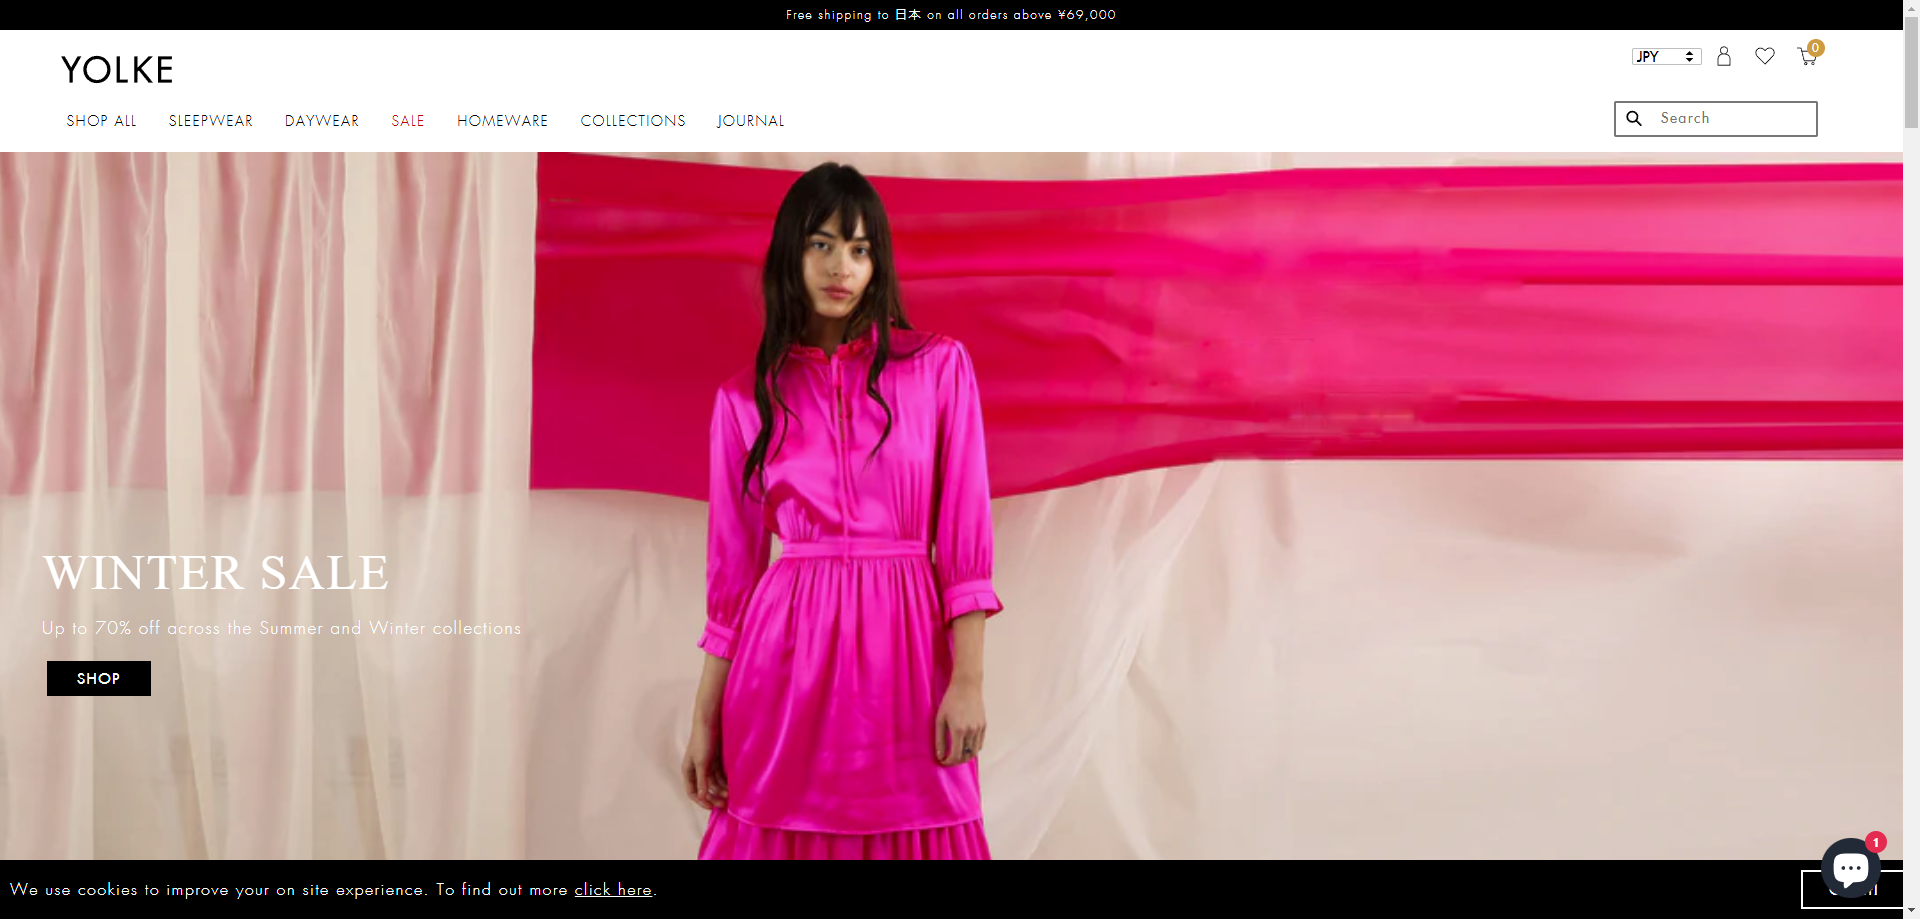 Free shipping to 日本 on all orders above ¥69,000
YOLKE
JPY
0
SHOP ALL SLEEPWEAR DAYWEAR SALE HOMEWARE COLLECTIONS JOURNAL
Search
WINTER SALE
Up to 70% off across the Summer and Winter collections
SHOP
1
We use cookies to improve your on site experience. To find out more click here.